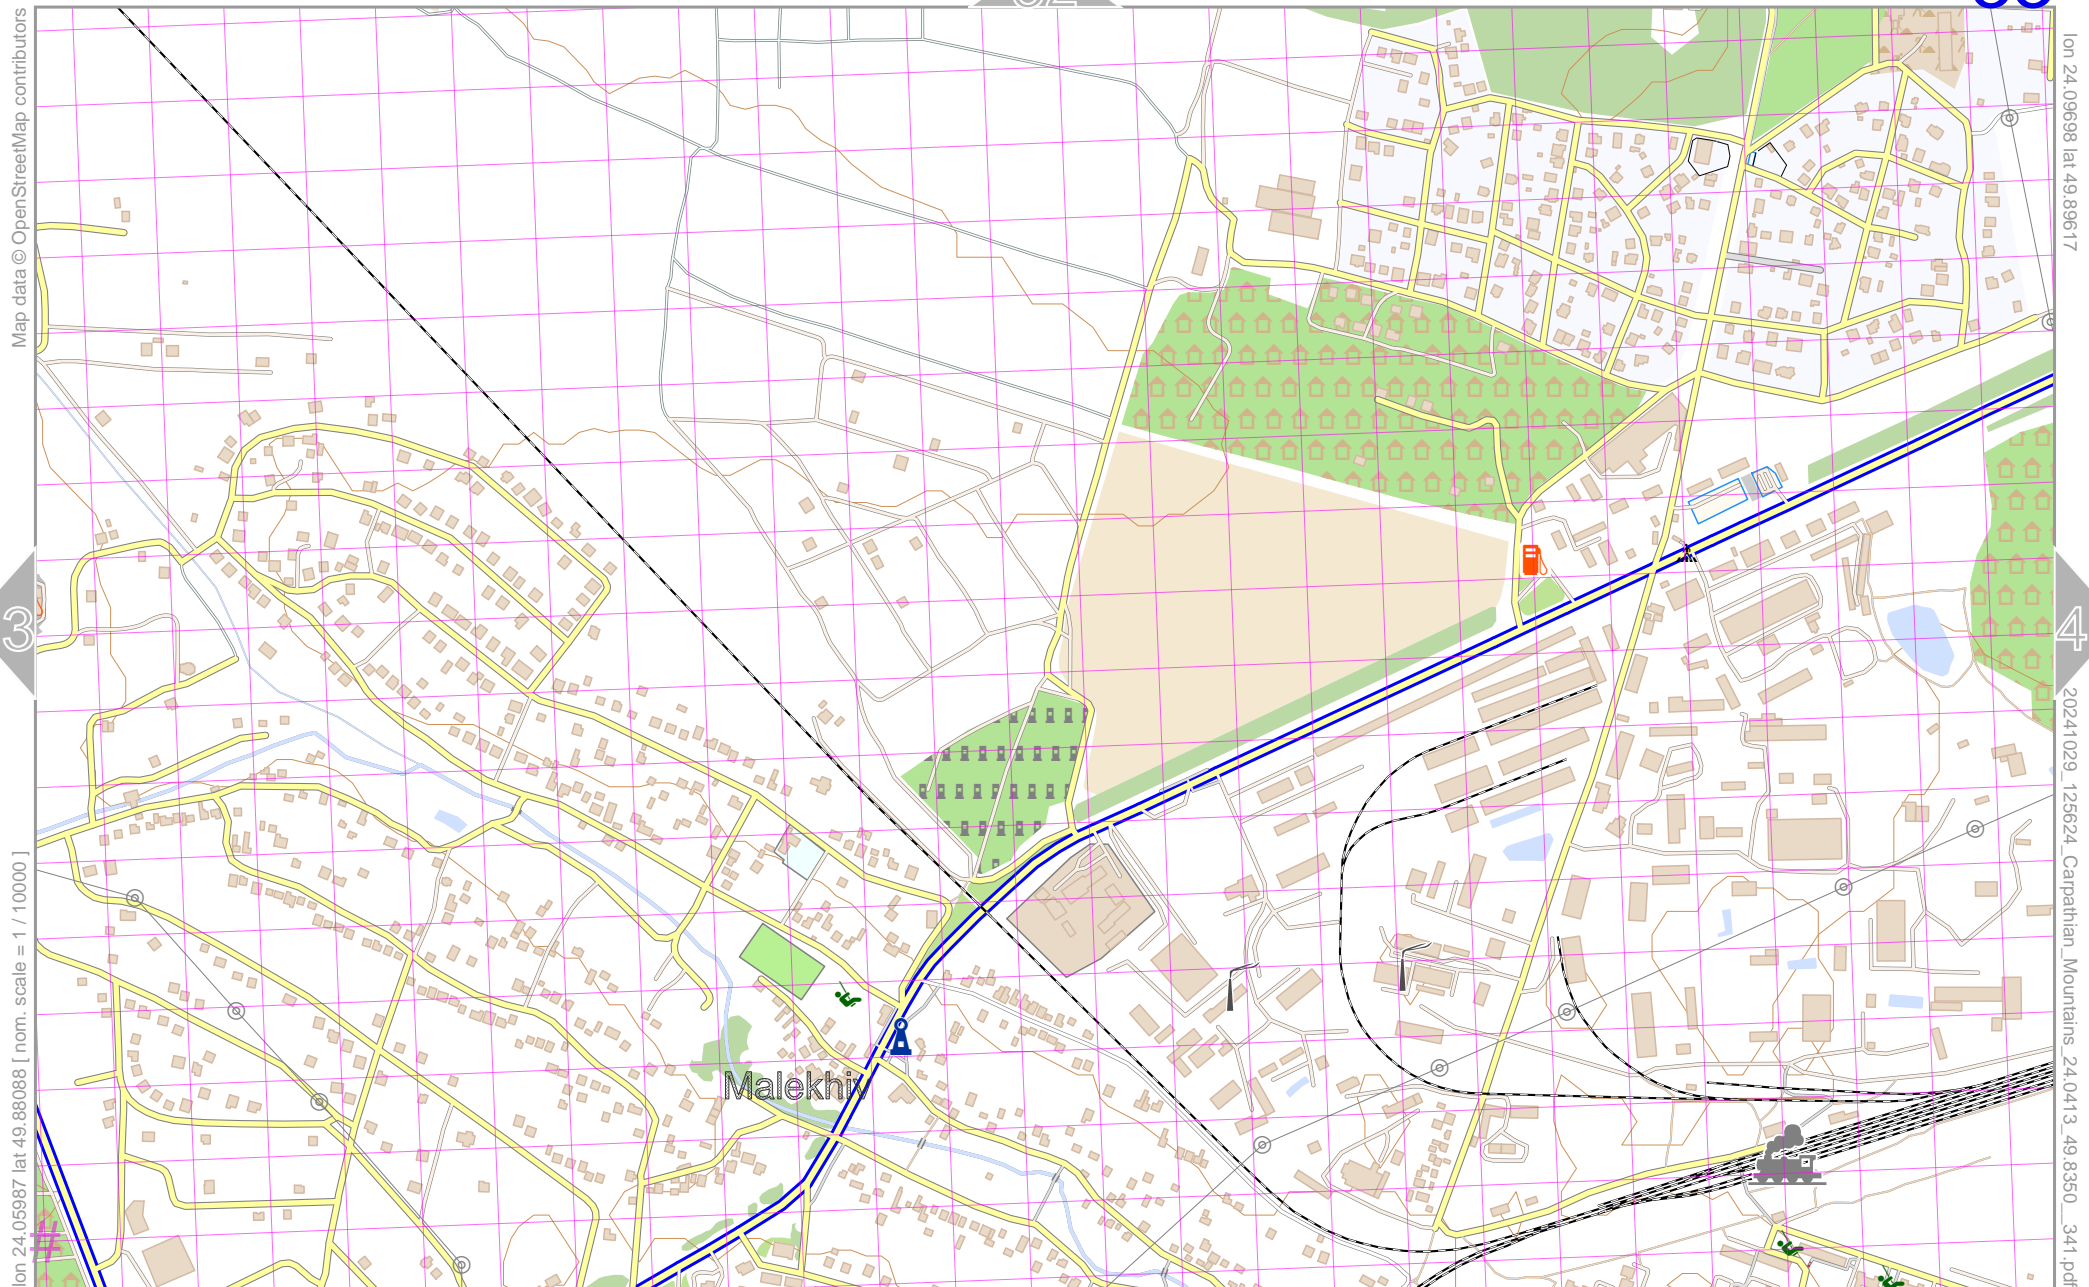 Map data © OpenStreetMap contributors
lon 24.09698 lat 49.89617
3
4
Malekhiv
lon 24.05987 lat 49.88088 [ nom. scale = 1 / 10000 ]
20241029_125624_Carpathian_Mountains_24.0413_49.8350__341.pdf